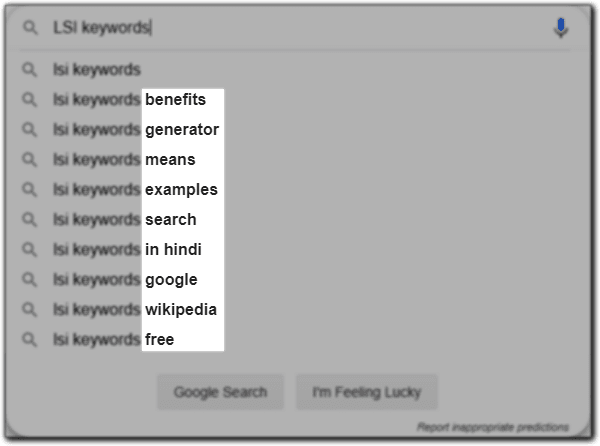 LSI keywords
lsi keywords
lsi keywords benefits
lsi keywords generator
lsi keywords means
lsi keywords examples
lsi keywords search
lsi keywords in hindi
lsi keywords google
lsi keywords wikipedia
lsi keywords free
Google Search I'm Feeling Lucky
Report inappropriate predictions